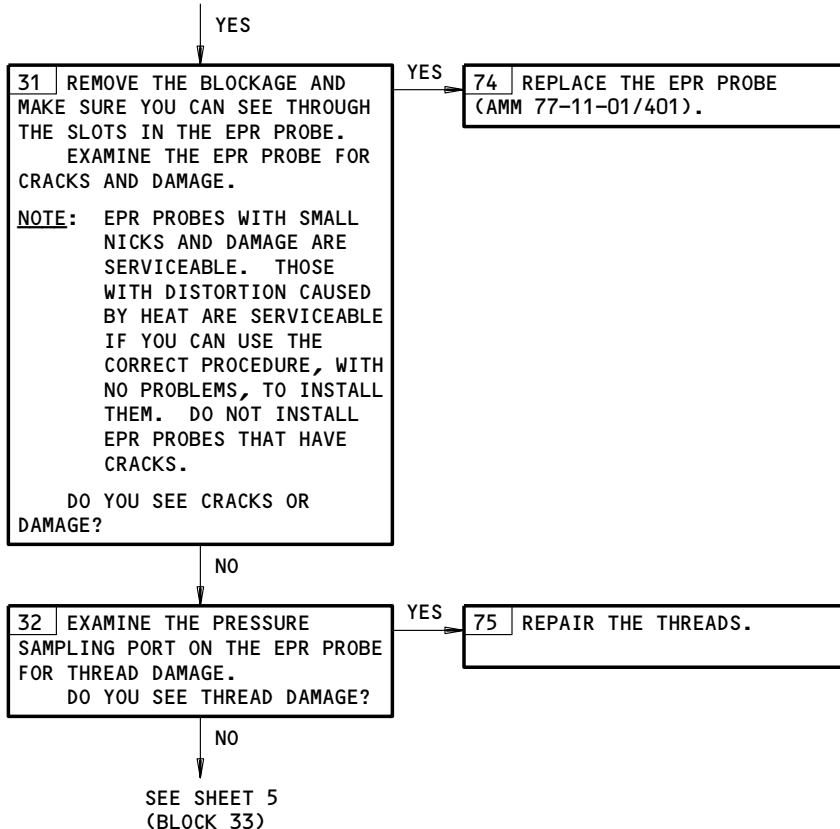 YES
31 REMOVE THE BLOCKAGE AND
MAKE SURE YOU CAN SEE THROUGH
THE SLOTS IN THE EPR PROBE.
EXAMINE THE EPR PROBE FOR
CRACKS AND DAMAGE.
NOTE: EPR PROBES WITH SMALL
NICKS AND DAMAGE ARE
SERVICEABLE. THOSE
WITH DISTORTION CAUSED
BY HEAT ARE SERVICEABLE
IF YOU CAN USE THE
CORRECT PROCEDURE, WITH
NO PROBLEMS, TO INSTALL
THEM. DO NOT INSTALL
EPR PROBES THAT HAVE
CRACKS.
DO YOU SEE CRACKS OR
DAMAGE?
YES
74 REPLACE THE EPR PROBE
(AMM 77-11-01/401).
NO
32 EXAMINE THE PRESSURE
SAMPLING PORT ON THE EPR PROBE
FOR THREAD DAMAGE.
DO YOU SEE THREAD DAMAGE?
YES
75 REPAIR THE THREADS.
NO
SEE SHEET 5
(BLOCK 33)